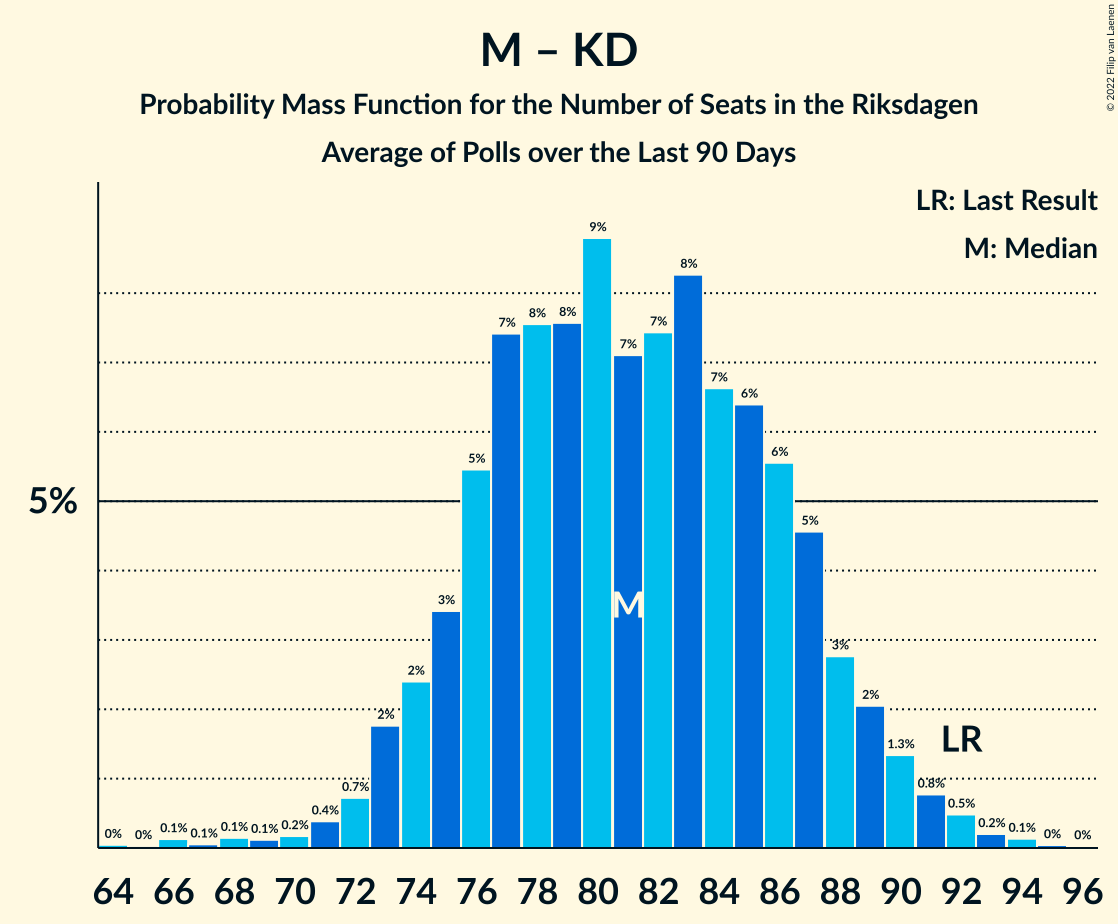 M – KD
Probability Mass Function for the Number of Seats in the Riksdagen
Average of Polls over the Last 90 Days
© 2022 Filip van Laenen
LR: Last Result
M: Median
5%
0% 0% 0.1% 0.1% 0.1% 0.1% 0.2% 0.4% 0.7% 2% 2% 3% 5% 7% 8% 8% 9% 7% 7% 8% 7% 6% 6% 5% 3% 2% 1.3% 0.8% 0.5% 0.2% 0.1% 0% 0%
M
LR
64 66 68 70 72 74 76 78 80 82 84 86 88 90 92 94 96